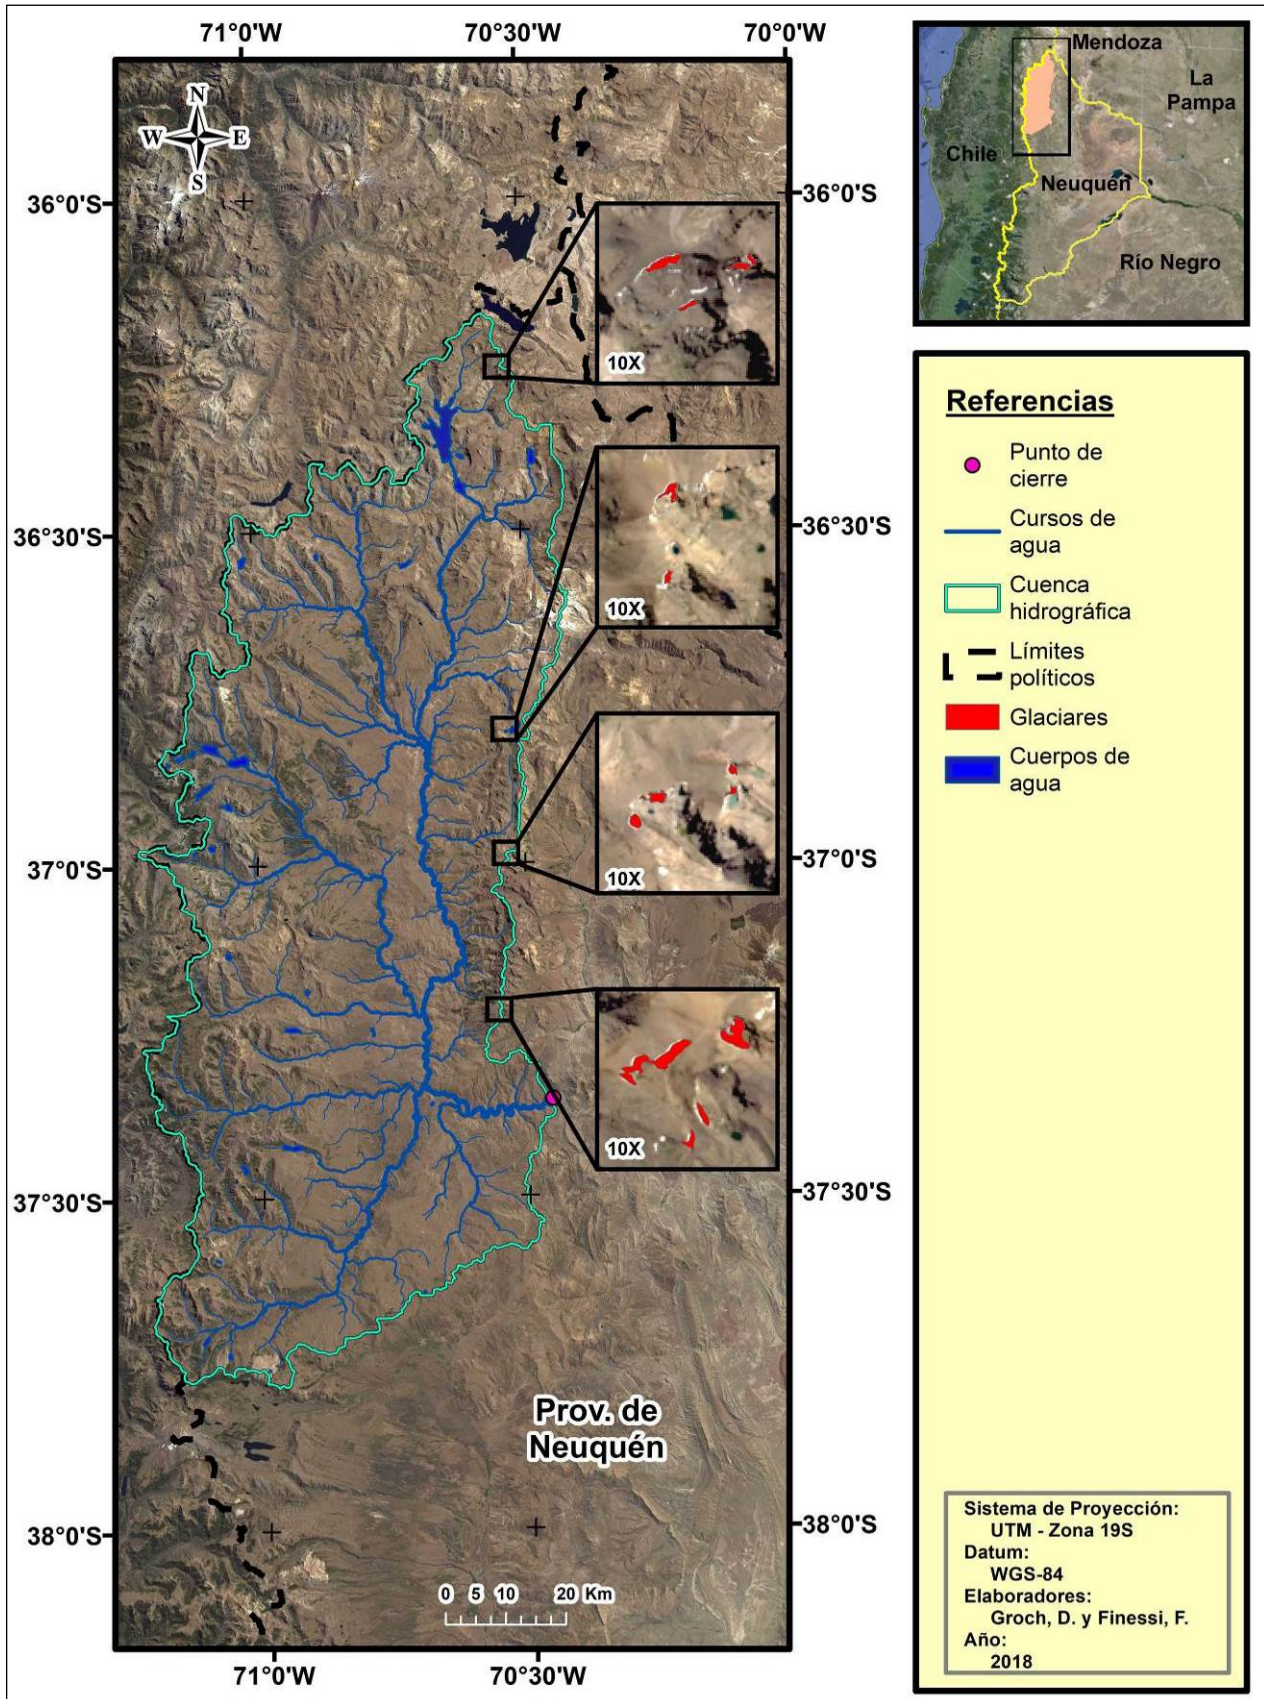 71°0'W
70°30'W
70°0'W
N
W
E
S
36°0'S
36°0'S
10X
36°30'S
36°30'S
10X
37°0'S
37°0'S
10X
37°30'S
37°30'S
10X
Prov. de
Neuquén
38°0'S
38°0'S
0 5 10 20 Km
71°0'W
70°30'W
Mendoza
La
Pampa
Chile
Neuquén
Río Negro
Referencias
Punto de
cierre
Cursos de
agua
Cuenca
hidrográfica
Límites
políticos
Glaciares
Cuerpos de
agua
Sistema de Proyección:
UTM - Zona 19S
Datum:
WGS-84
Elaboradores:
Groch, D. y Finessi, F.
Año:
2018